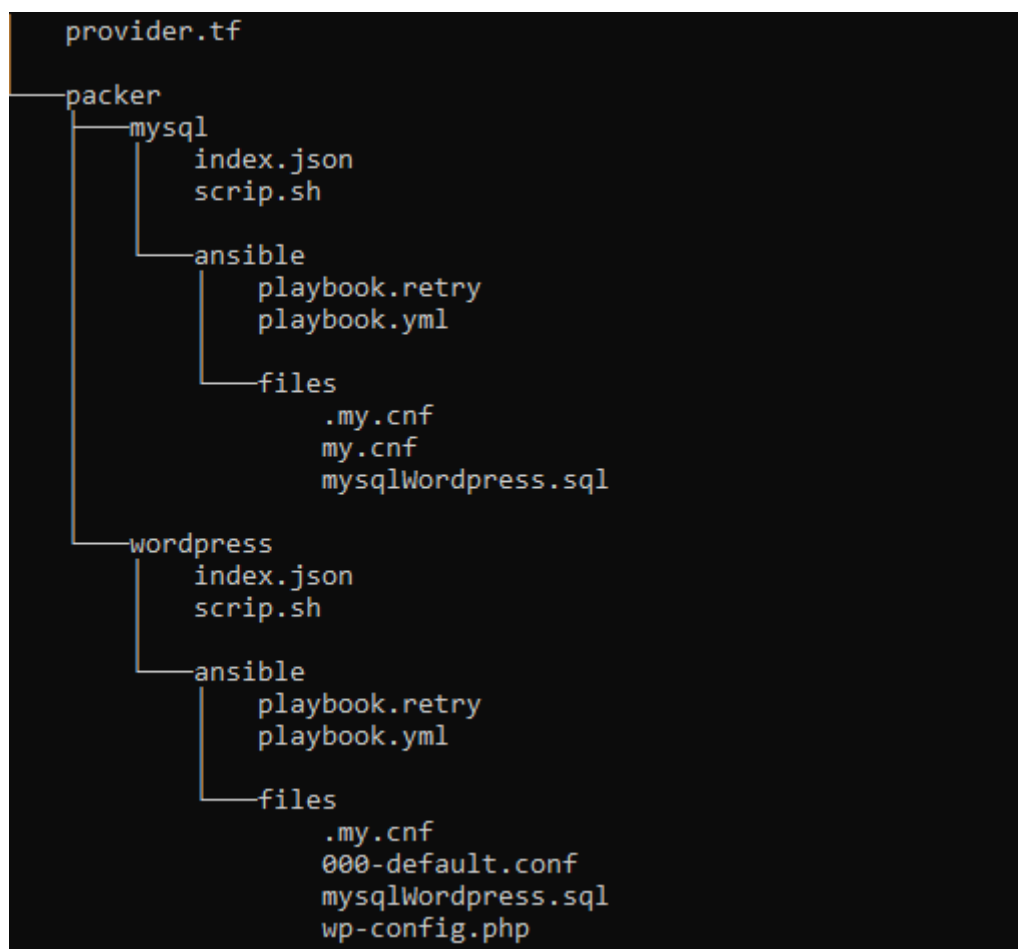 provider.tf
packer
mysql
index.json
scrip.sh
ansible
playbook.retry
playbook.yml
files
.my.cnf
my.cnf
mysqlWordpress.sql
wordpress
index.json
scrip.sh
ansible
playbook.retry
playbook.yml
files
.my.cnf
000-default.conf
mysqlWordpress.sql
wp-config.php